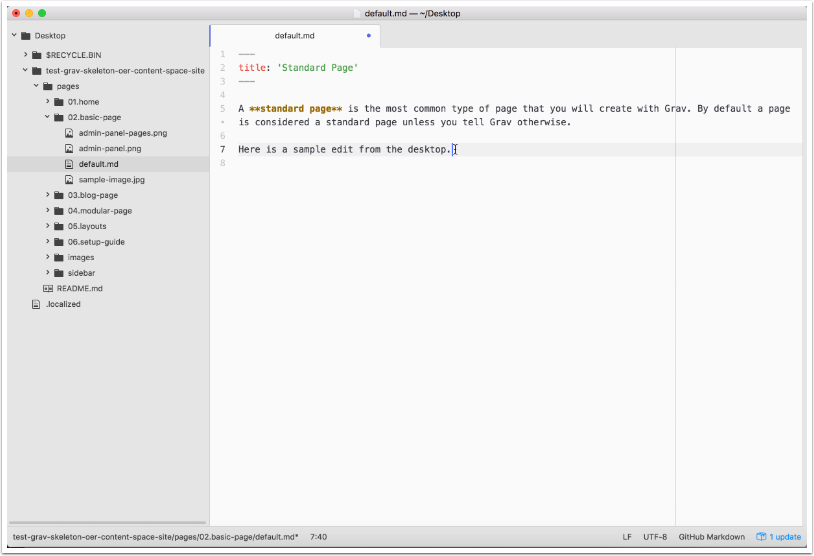 default.md — ~/Desktop
Desktop
$RECYCLE.BIN
test-grav-skeleton-oer-content-space-site
pages
01.home
02.basic-page
admin-panel-pages.png
admin-panel.png
default.md
sample-image.jpg
03.blog-page
04.modular-page
05.layouts
06.setup-guide
images
sidebar
README.md
.localized
default.md
1 ---
2 title: 'Standard Page'
3 ---
4
5 A **standard page** is the most common type of page that you will create with Grav. By default a page
• is considered a standard page unless you tell Grav otherwise.
6
7 Here is a sample edit from the desktop.
8
test-grav-skeleton-oer-content-space-site/pages/02.basic-page/default.md* 7:40 LF UTF-8 GitHub Markdown 1 update